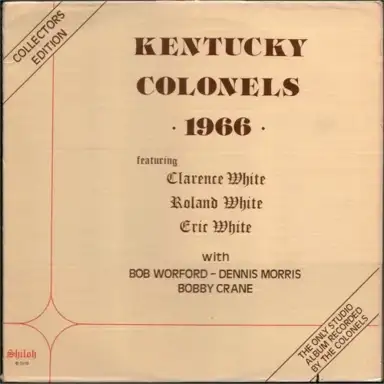 COLLECTORS
EDITION
KENTUCKY
COLONELS
· 1966 ·
featuring
Clarence White
Roland White
Eric White
with
BOB WORFORD - DENNIS MORRIS
BOBBY CRANE
Shiloh
THE ONLY STUDIO
ALBUM RECORDED
BY THE COLONELS